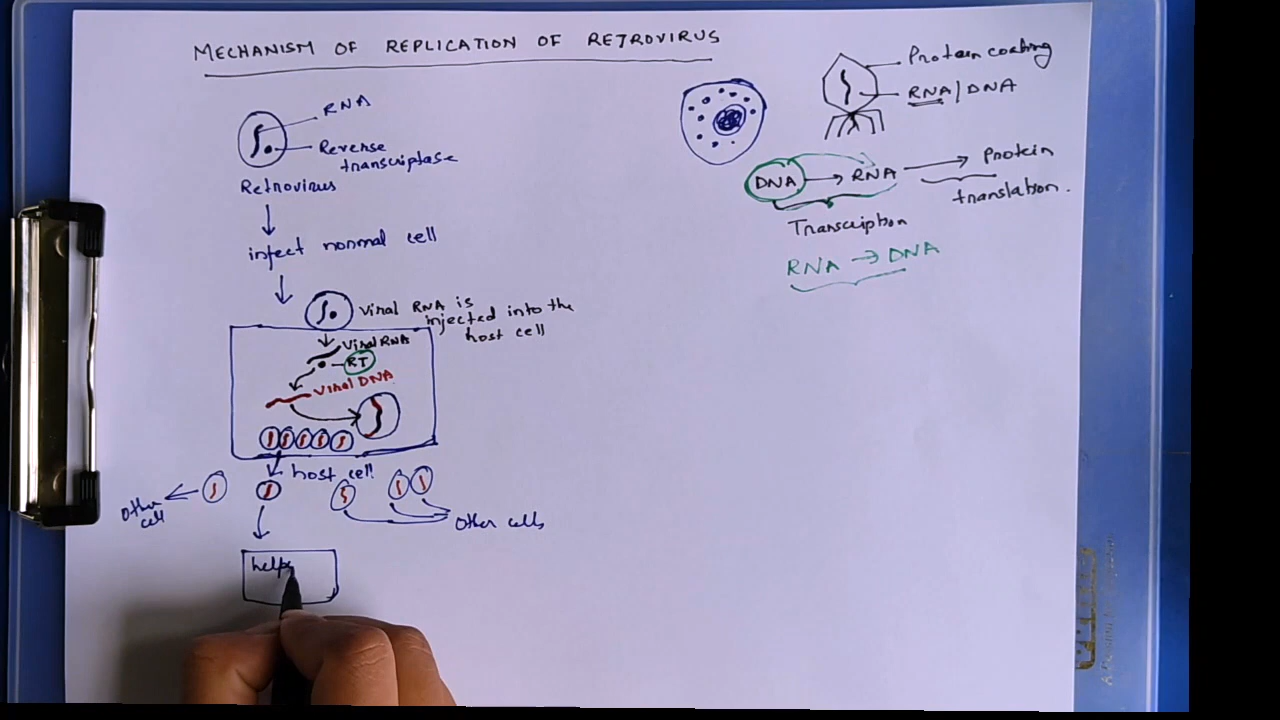 MECHANISM OF REPLICATION OF RETROVIRUS
RNA
Reverse
transcriptase
Retrovirus
infect normal cell
Viral RNA is
injected into the
host cell
Viral RNA
RT
Viral DNA
host cell
Other
cell
Other cells
helpe
Protein coating
RNA/DNA
DNA → RNA → Protein
translation.
Transcription
RNA → DNA